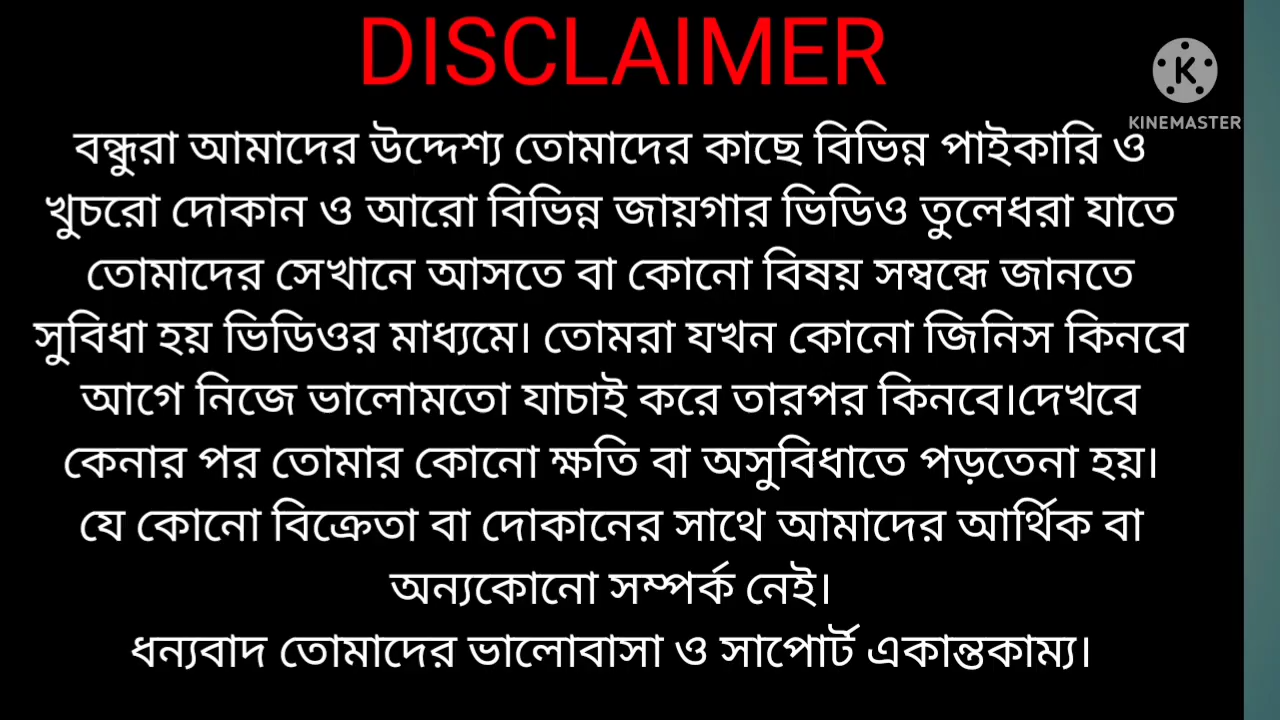 DISCLAIMER
K
KINEMASTER
বন্ধুরা আমাদের উদ্দেশ্য তোমাদের কাছে বিভিন্ন পাইকারি ও
খুচরো দোকান ও আরো বিভিন্ন জায়গার ভিডিও তুলেধরা যাতে
তোমাদের সেখানে আসতে বা কোনো বিষয় সম্বন্ধে জানতে
সুবিধা হয় ভিডিওর মাধ্যমে। তোমরা যখন কোনো জিনিস কিনবে
আগে নিজে ভালোমতো যাচাই করে তারপর কিনবে।দেখবে
কেনার পর তোমার কোনো ক্ষতি বা অসুবিধাতে পড়তেনা হয়।
যে কোনো বিক্রেতা বা দোকানের সাথে আমাদের আর্থিক বা
অন্যকোনো সম্পর্ক নেই।
ধন্যবাদ তোমাদের ভালোবাসা ও সাপোর্ট একান্তকাম্য।